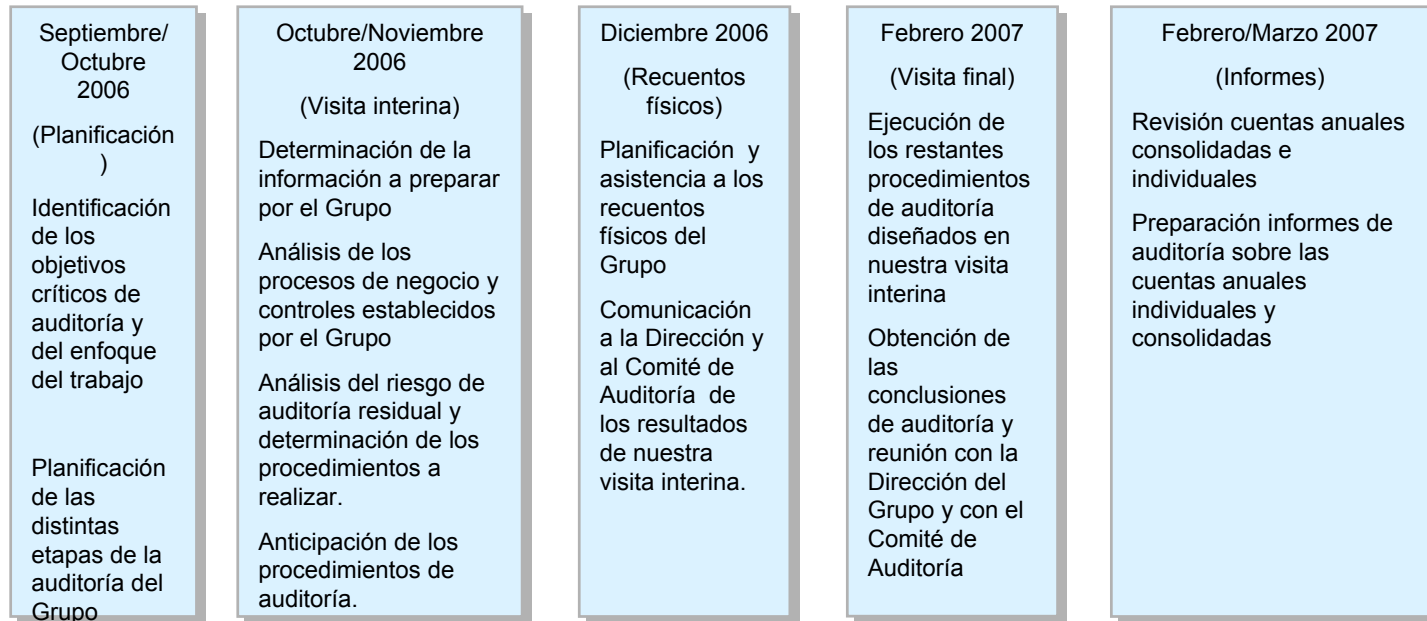 Septiembre/
Octubre
2006
(Planificación
)
Identificación
de los
objetivos
críticos de
auditoría y
del enfoque
del trabajo
Planificación
de las
distintas
etapas de la
auditoría del
Grupo
Octubre/Noviembre
2006
(Visita interina)
Determinación de la
información a preparar
por el Grupo
Análisis de los
procesos de negocio y
controles establecidos
por el Grupo
Análisis del riesgo de
auditoría residual y
determinación de los
procedimientos a
realizar.
Anticipación de los
procedimientos de
auditoría.
Diciembre 2006
(Recuentos
físicos)
Planificación y
asistencia a los
recuentos
físicos del
Grupo
Comunicación
a la Dirección y
al Comité de
Auditoría de
los resultados
de nuestra
visita interina.
Febrero 2007
(Visita final)
Ejecución de
los restantes
procedimientos
de auditoría
diseñados en
nuestra visita
interina
Obtención de
las
conclusiones
de auditoría y
reunión con la
Dirección del
Grupo y con el
Comité de
Auditoría
Febrero/Marzo 2007
(Informes)
Revisión cuentas anuales
consolidadas e
individuales
Preparación informes de
auditoría sobre las
cuentas anuales
individuales y
consolidadas